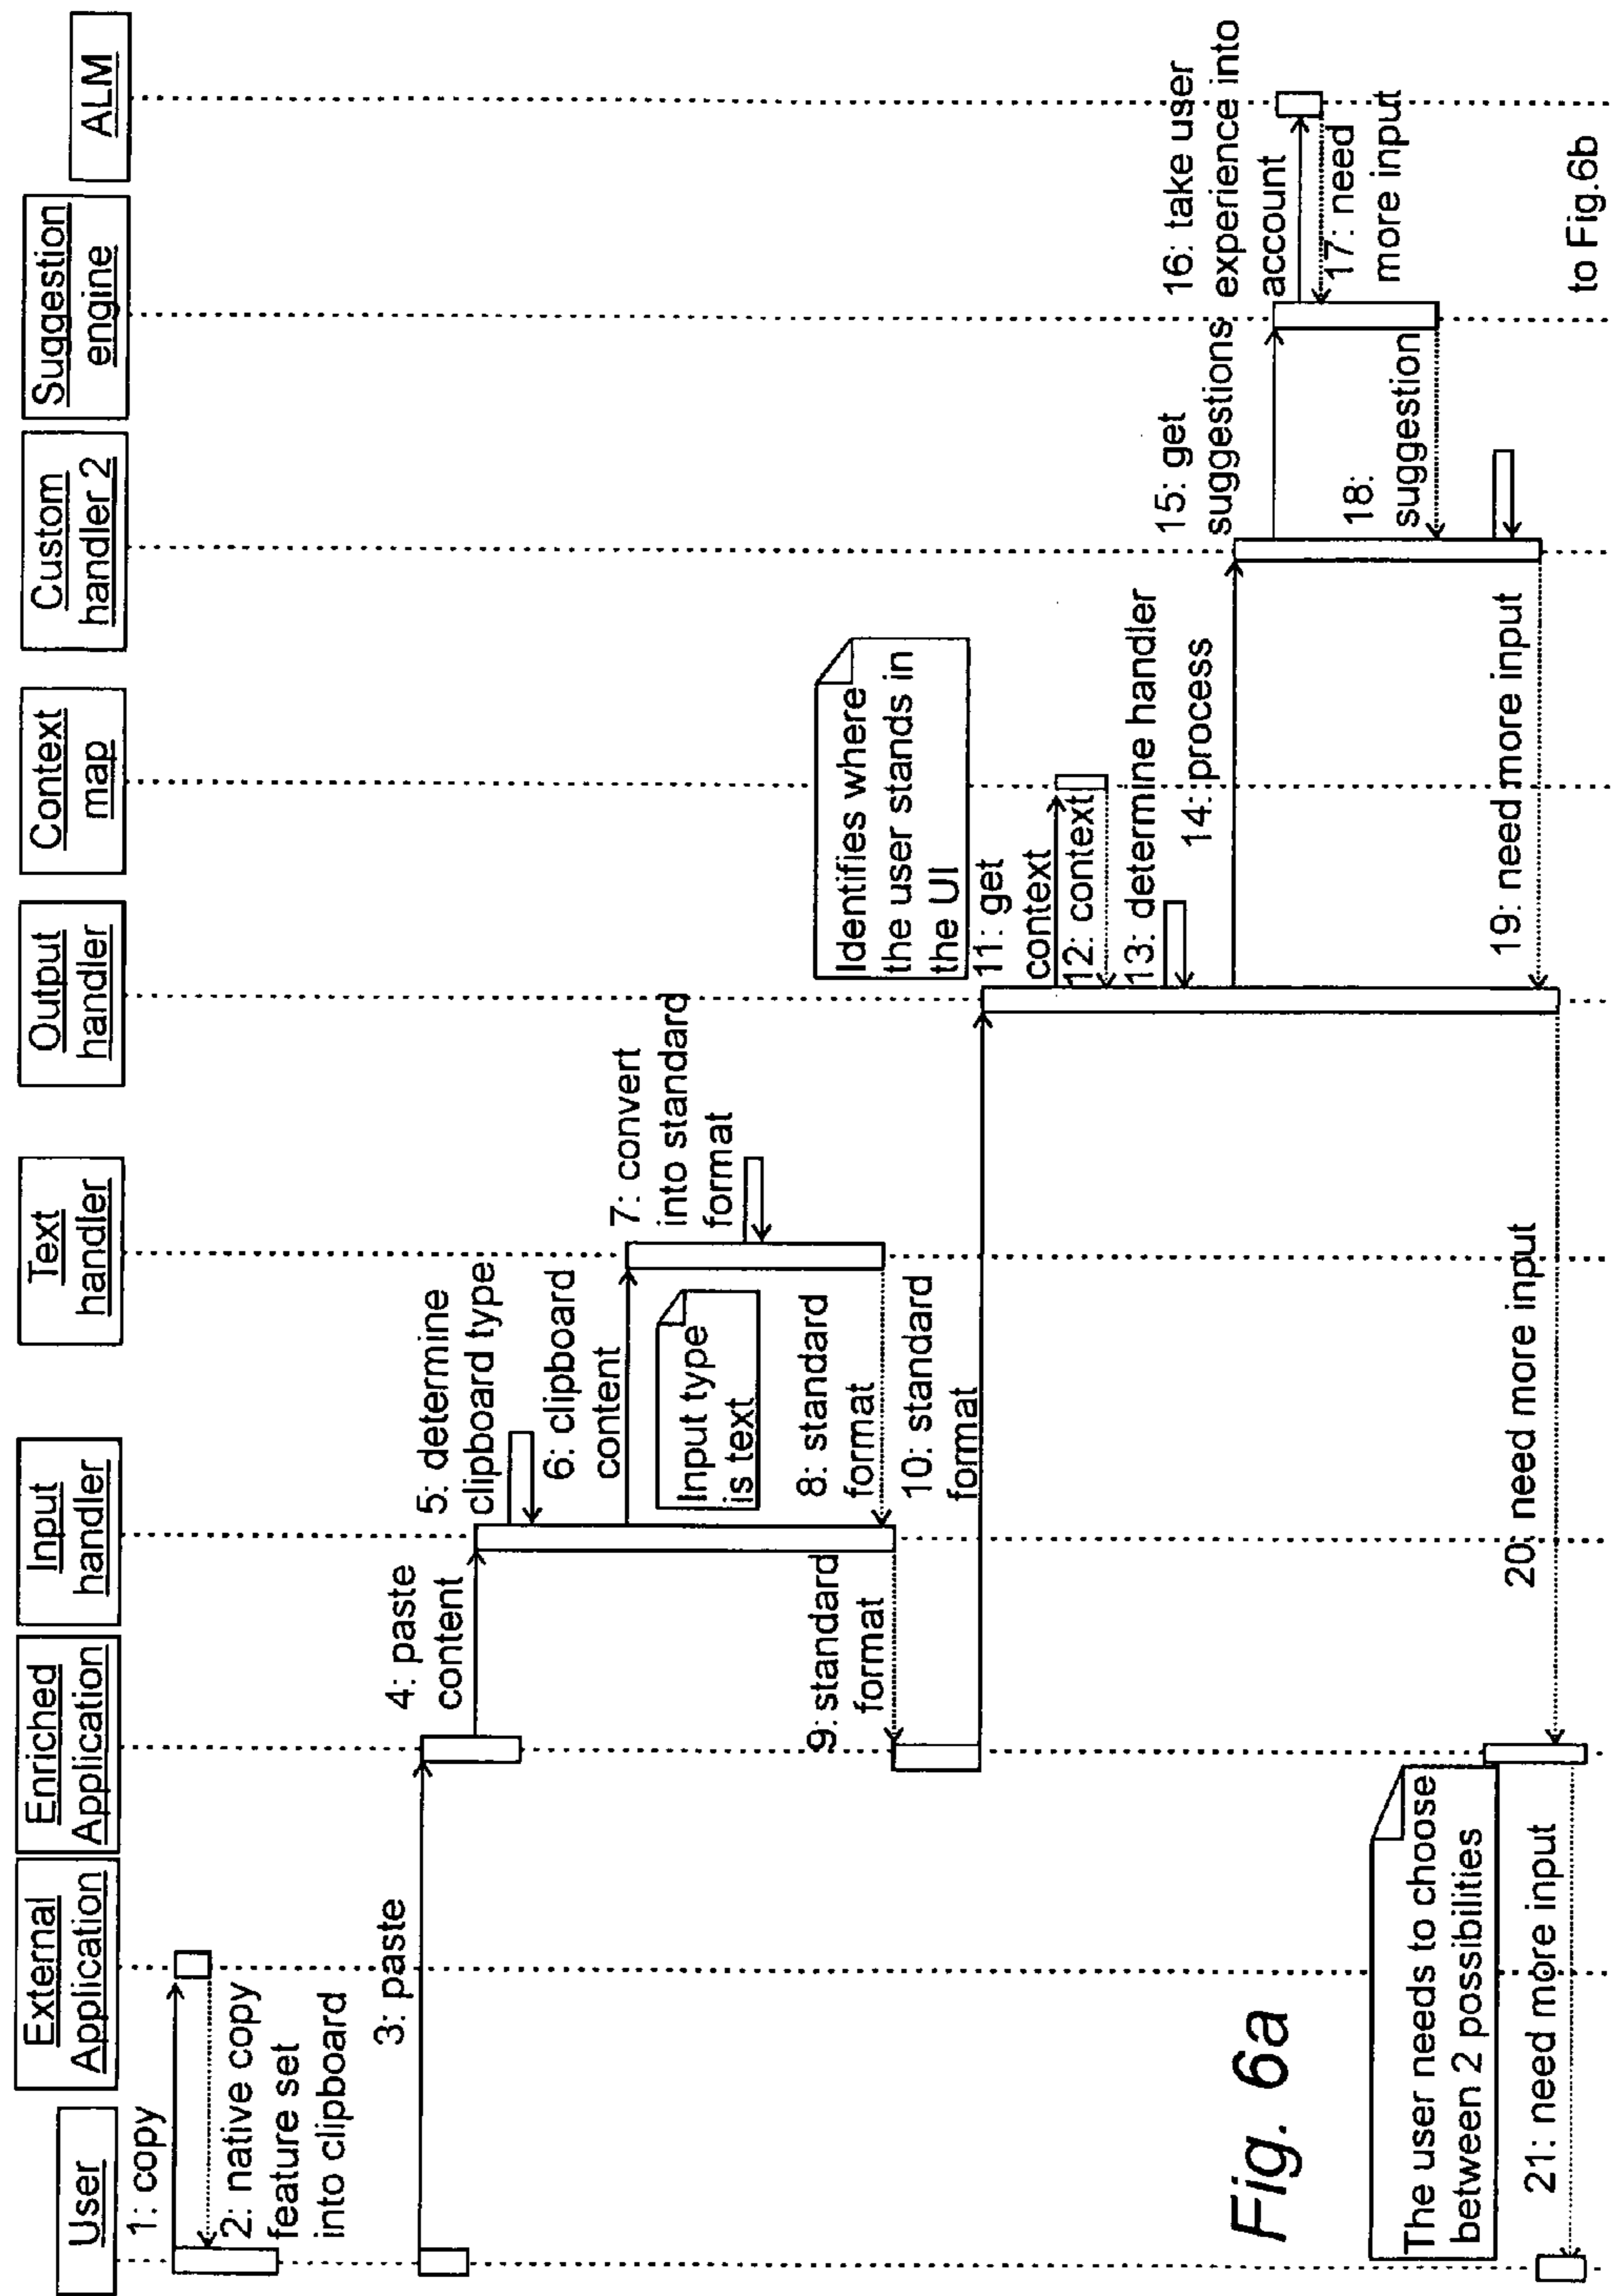 User
External
Application
Enriched
Application
Input
handler
Text
handler
Output
handler
Context
map
Custom
handler 2
Suggestion
engine
ALM
1: copy
2: native copy
feature set
into clipboard
3: paste
4: paste
content
5: determine
clipboard type
6: clipboard
content
7: convert
into standard
format
Input type
is text
8: standard
format
9: standard
format
10: standard
format
Identifies where
the user stands in
the UI
11: get
context
12: context
13: determine handler
14: process
15: get
suggestions
16: take user
experience into
account
17: need
more input
18:
suggestion
19: need more input
20: need more input
The user needs to choose
between 2 possibilities
21: need more input
Fig. 6a
to Fig.6b